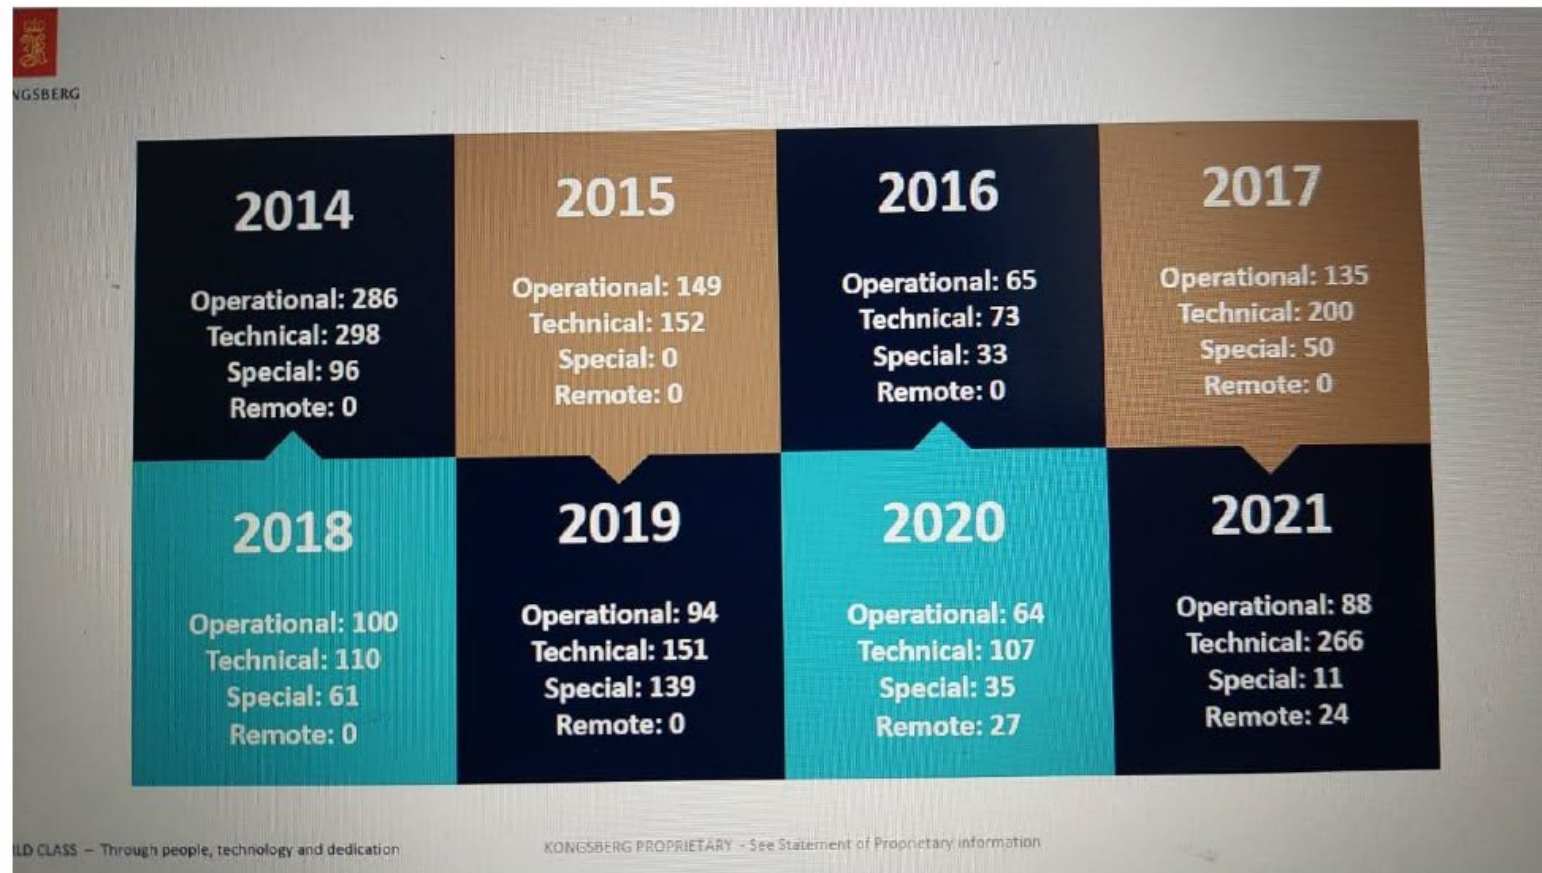 NGSBERG
2014
Operational: 286
Technical: 298
Special: 96
Remote: 0
2015
Operational: 149
Technical: 152
Special: 0
Remote: 0
2016
Operational: 65
Technical: 73
Special: 33
Remote: 0
2017
Operational: 135
Technical: 200
Special: 50
Remote: 0
2018
Operational: 100
Technical: 110
Special: 61
Remote: 0
2019
Operational: 94
Technical: 151
Special: 139
Remote: 0
2020
Operational: 64
Technical: 107
Special: 35
Remote: 27
2021
Operational: 88
Technical: 266
Special: 11
Remote: 24
LD CLASS – Through people, technology and dedication
KONGSBERG PROPRIETARY - See Statement of Proprietary information